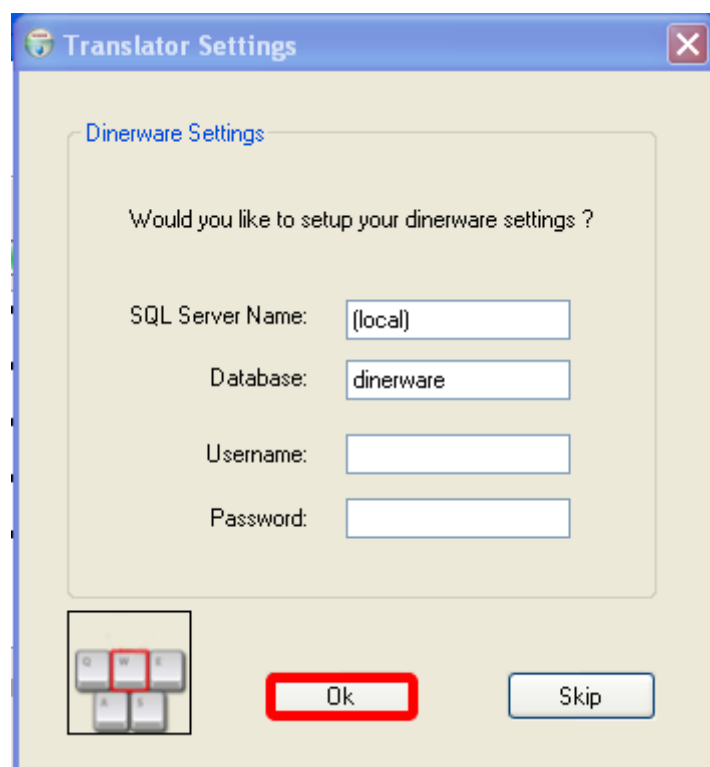 Translator Settings
Dinerware Settings
Would you like to setup your dinerware settings ?
SQL Server Name: (local)
Database: dinerware
Username:
Password:
Q W E
A S
Ok Skip